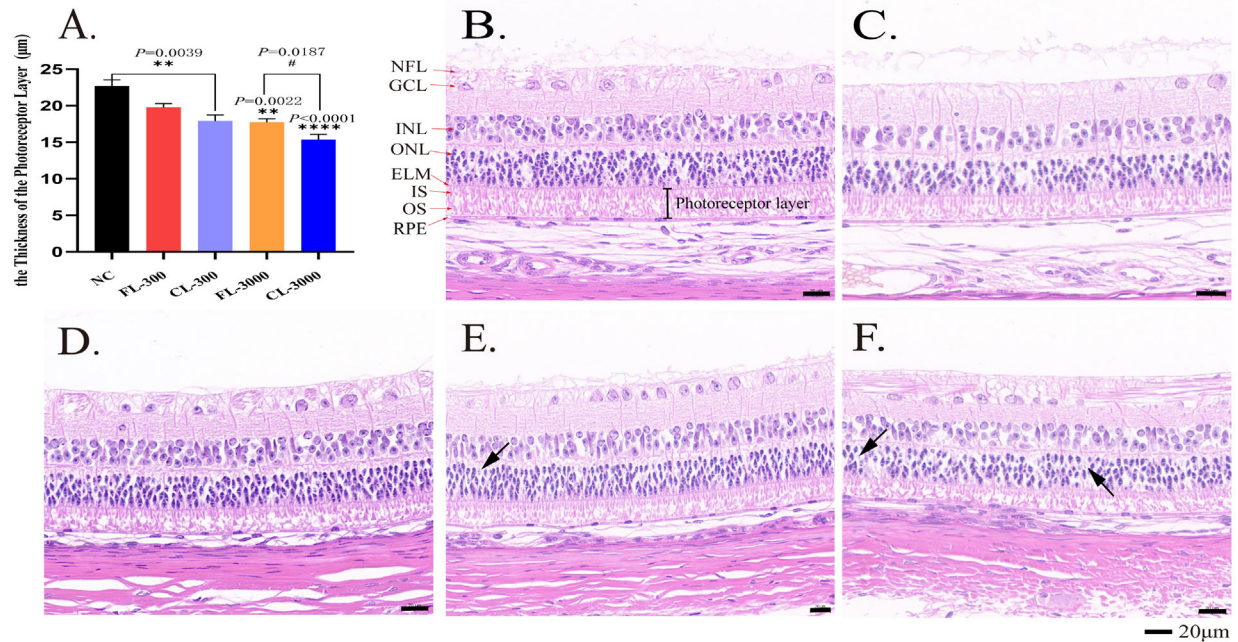 A.
P=0.0039
**
P=0.0187
#
P=0.0022
**
P<0.0001
****
the Thickness of the Photoreceptor Layer (μm)
25
20
15
10
5
0
NC
FL-300
CL-300
FL-3000
CL-3000
B.
NFL
GCL
INL
ONL
ELM
IS
OS
RPE
Photoreceptor layer
C.
D.
E.
F.
20μm